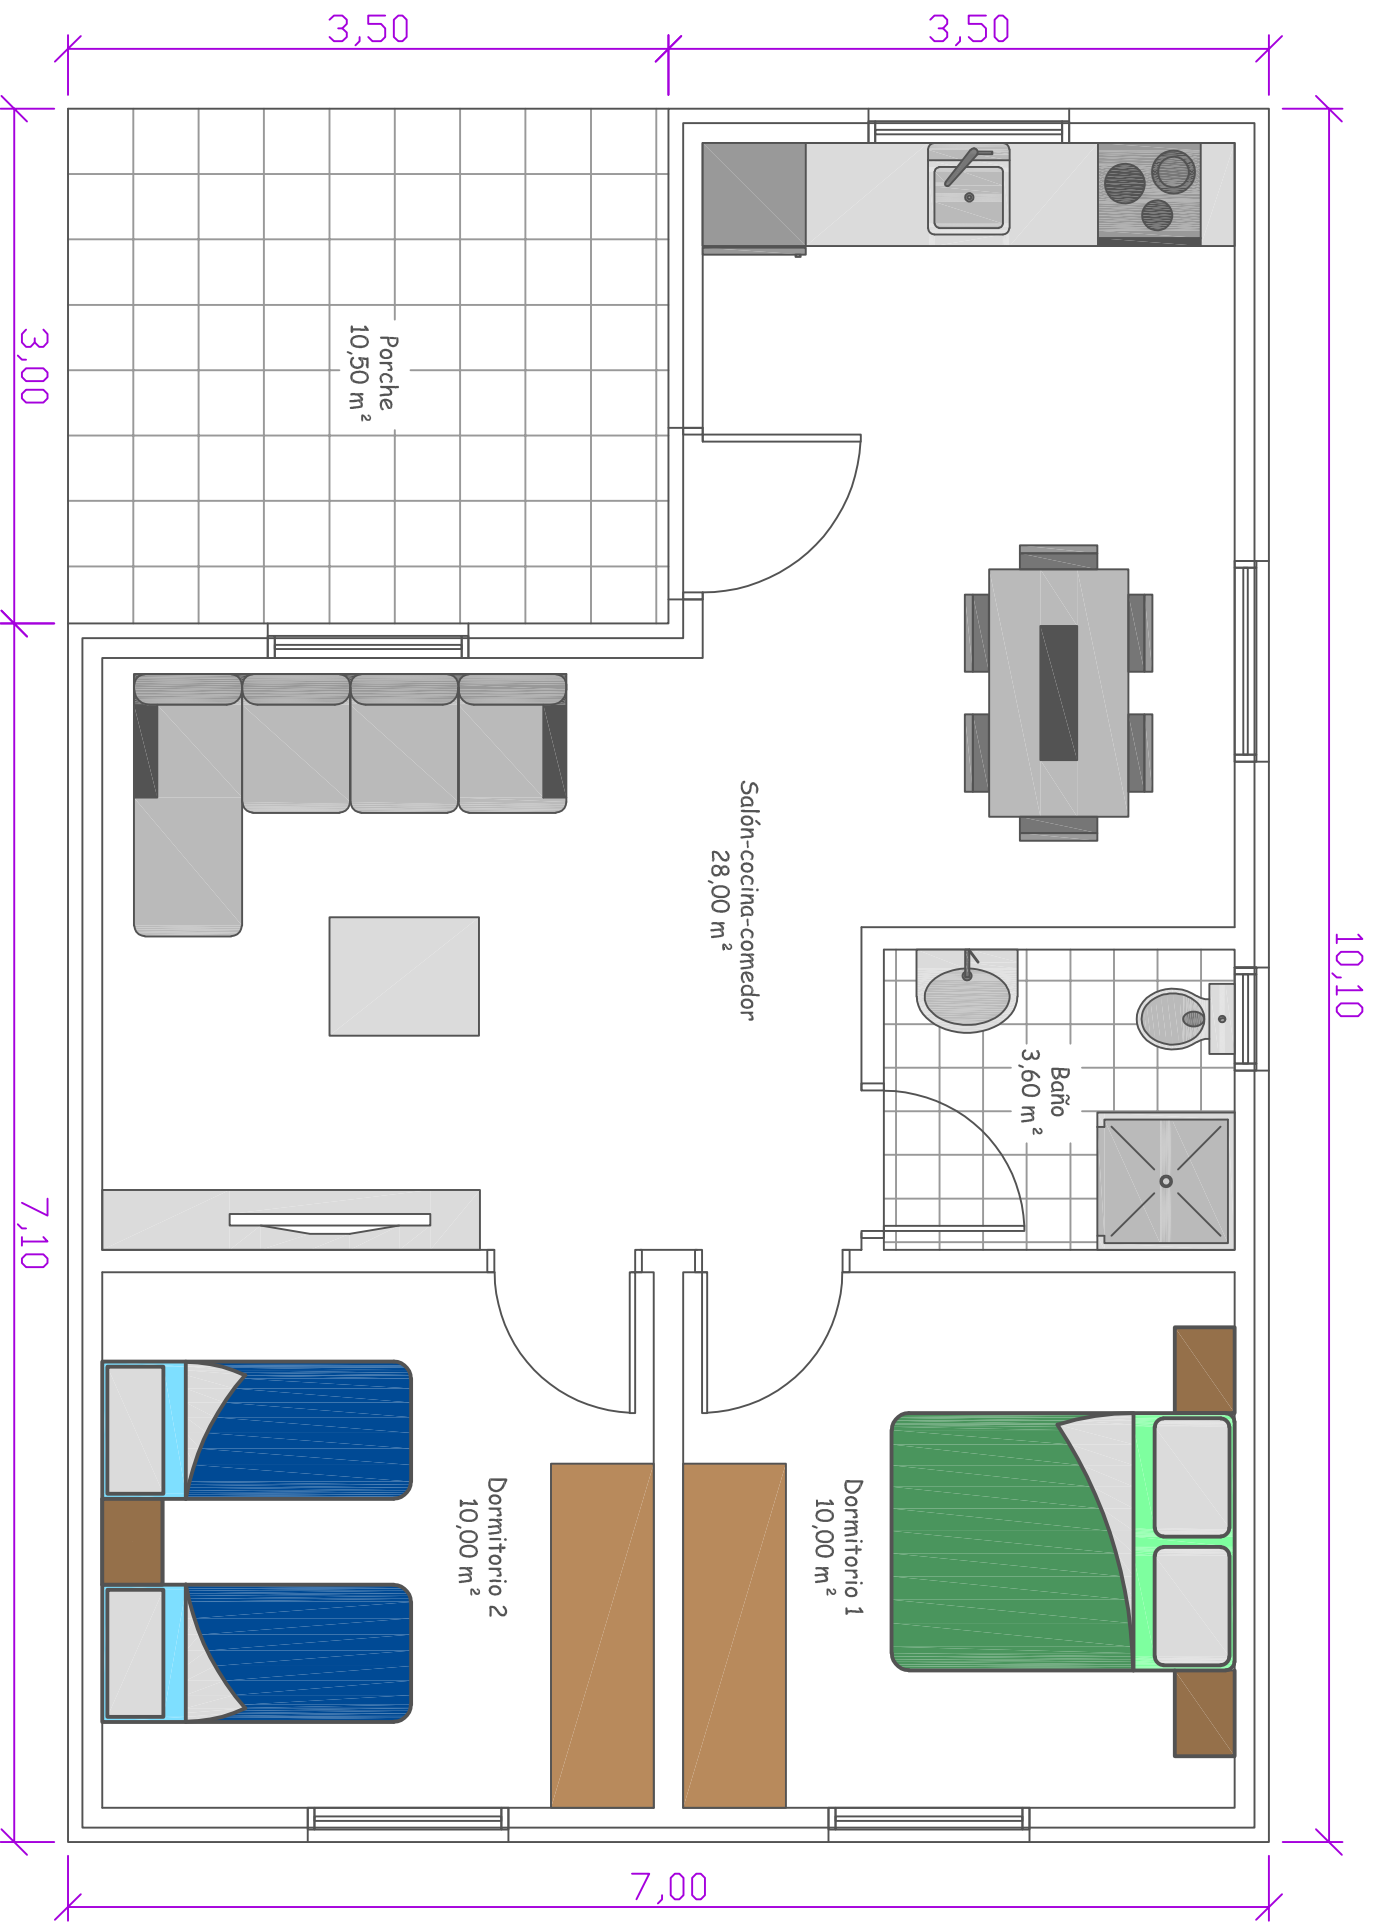 3,50
3,50
3,00
10,10
7,10
7,00
Porche
10,50 m²
Salón-cocina-comedor
28,00 m²
Baño
3,60 m²
Dormitorio 2
10,00 m²
Dormitorio 1
10,00 m²